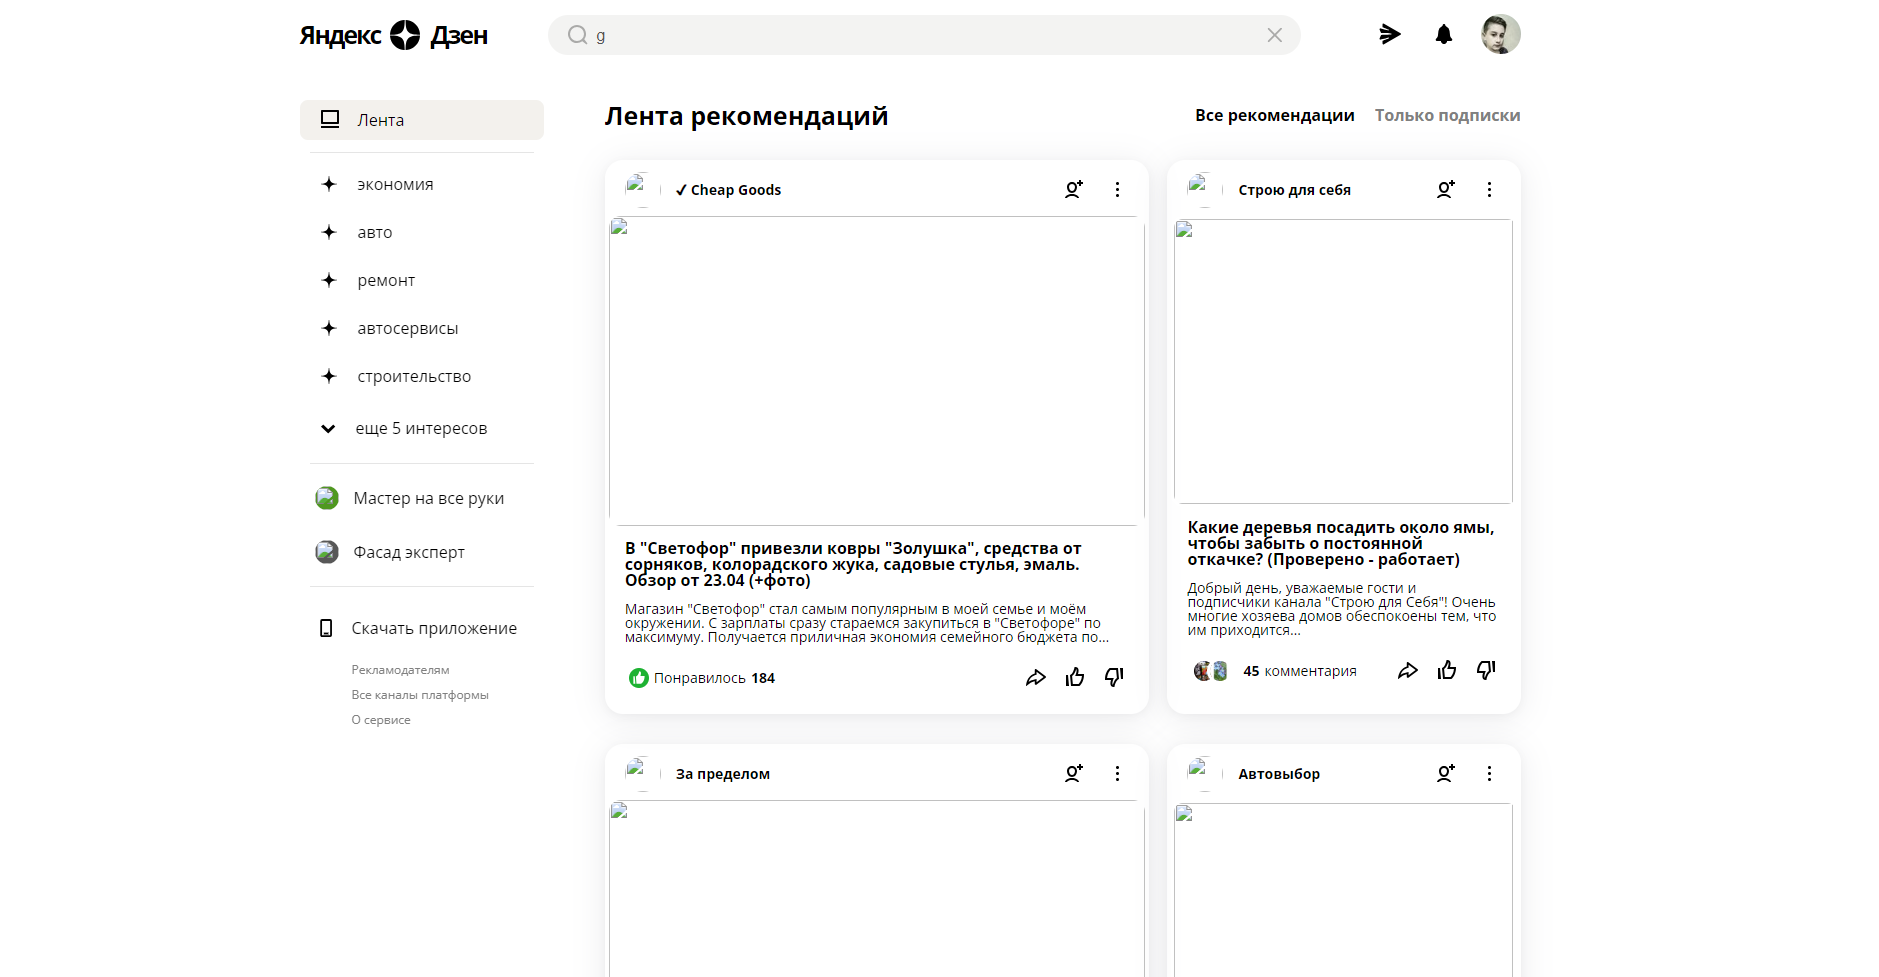 Яндекс Дзен
g
Лента
экономия
авто
ремонт
автосервисы
строительство
еще 5 интересов
Мастер на все руки
Фасад эксперт
Скачать приложение
Рекламодателям
Все каналы платформы
О сервисе
Лента рекомендаций
Все рекомендации Только подписки
✓ Cheap Goods
В "Светофор" привезли ковры "Золушка", средства от
сорняков, колорадского жука, садовые стулья, эмаль.
Обзор от 23.04 (+фото)
Магазин "Светофор" стал самым популярным в моей семье и моём
окружении. С зарплаты сразу стараемся закупиться в "Светофоре" по
максимуму. Получается приличная экономия семейного бюджета по...
Понравилось 184
Строю для себя
Какие деревья посадить около ямы,
чтобы забыть о постоянной
откачке? (Проверено - работает)
Добрый день, уважаемые гости и
подписчики канала "Строю для Себя"! Очень
многие хозяева домов обеспокоены тем, что
им приходится...
45 комментария
За пределом
Автовыбор